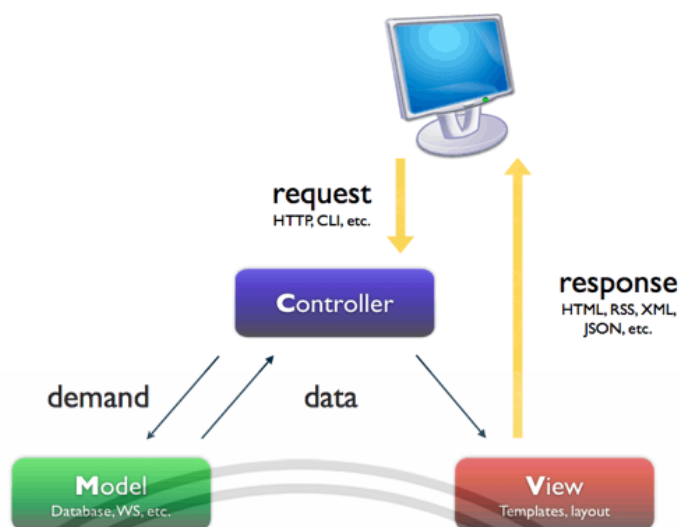 request
HTTP, CLI, etc.
Controller
response
HTML, RSS, XML,
JSON, etc.
demand
data
Model
Database, WS, etc.
View
Templates, layout